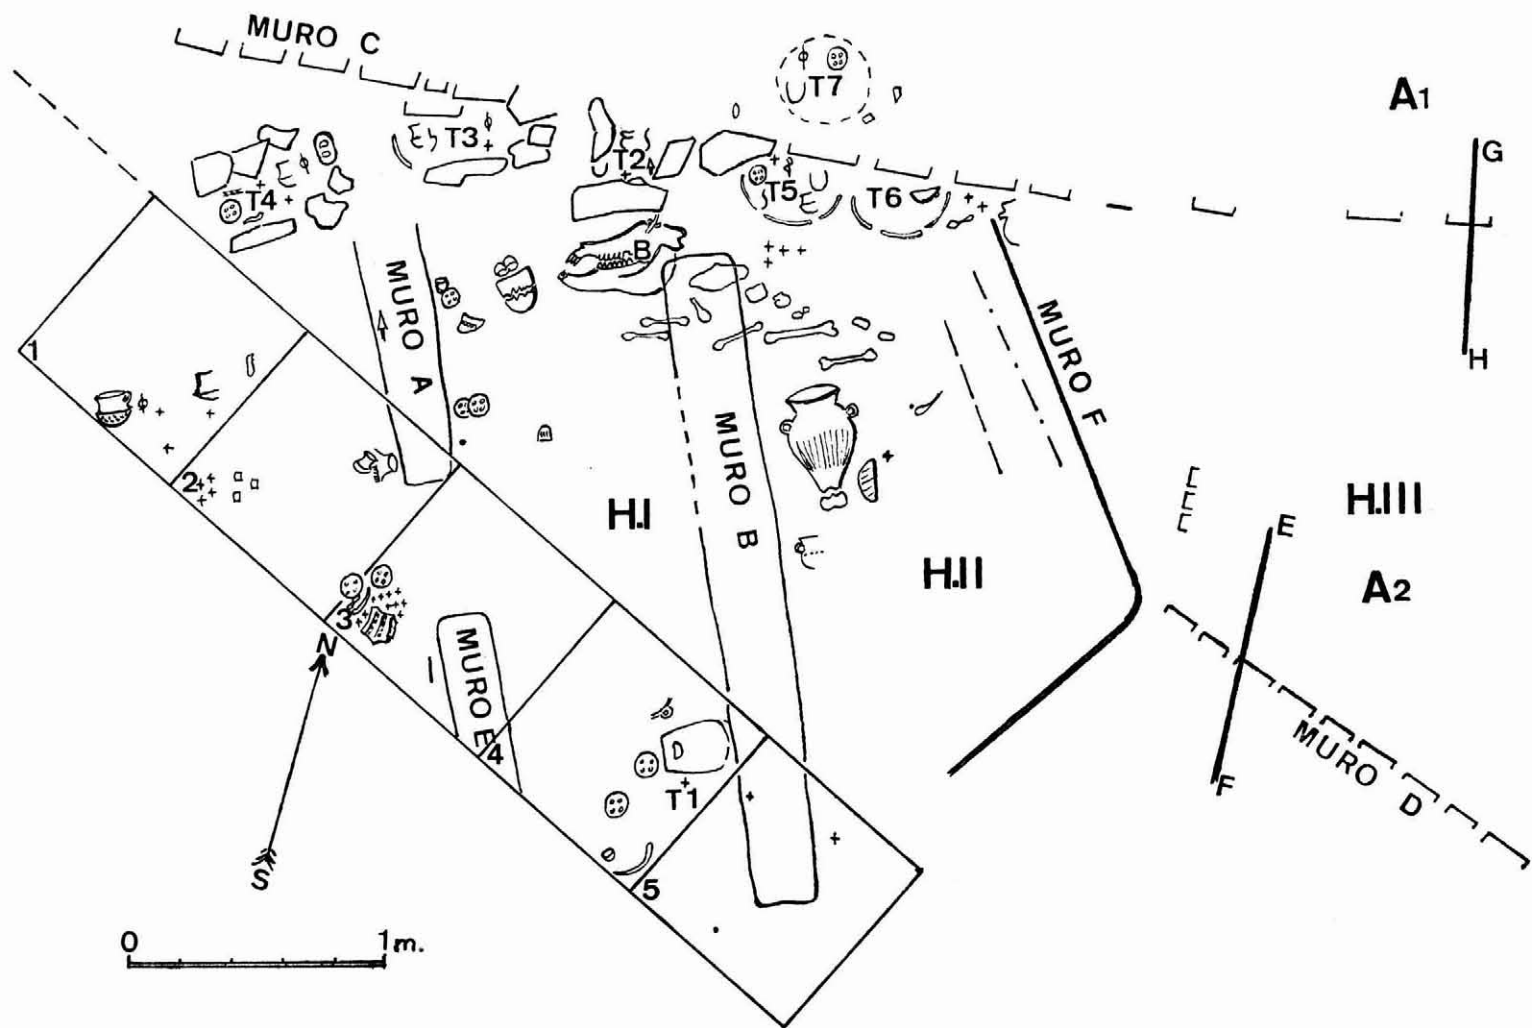 MURO C
T7
A1
T3
T2
T4
T5
T6
G
B
H
MURO A
MURO F
1
MURO B
2
H.I
H.II
H.III
E
A2
3
N
MURO E
4
T1
F
MURO D
S
5
0 1m.